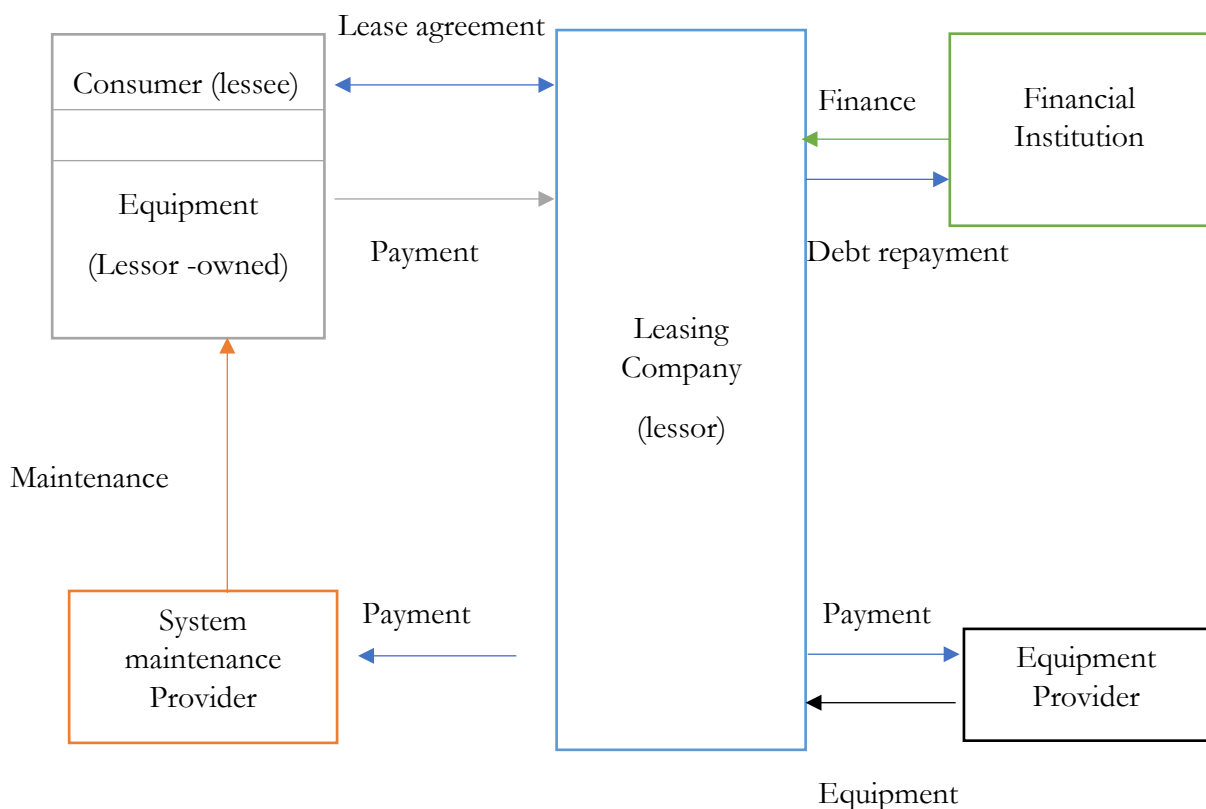 Lease agreement
Consumer (lessee)
Equipment
(Lessor -owned)
Payment
Maintenance
System
maintenance
Provider
Payment
Leasing
Company
(lessor)
Finance
Financial
Institution
Debt repayment
Payment
Equipment
Provider
Equipment